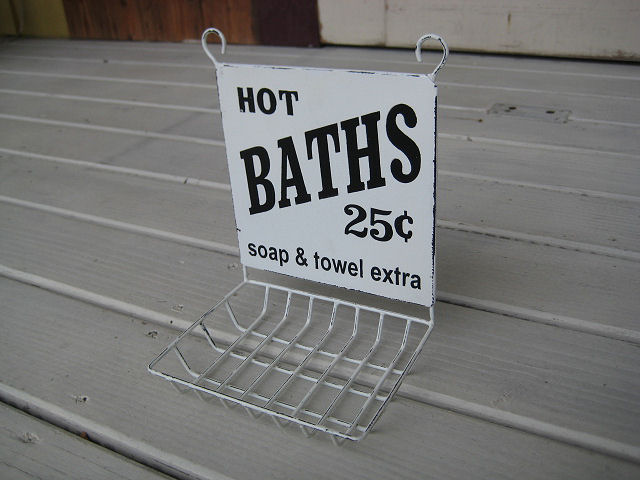 HOT
BATHS
25¢
soap & towel extra